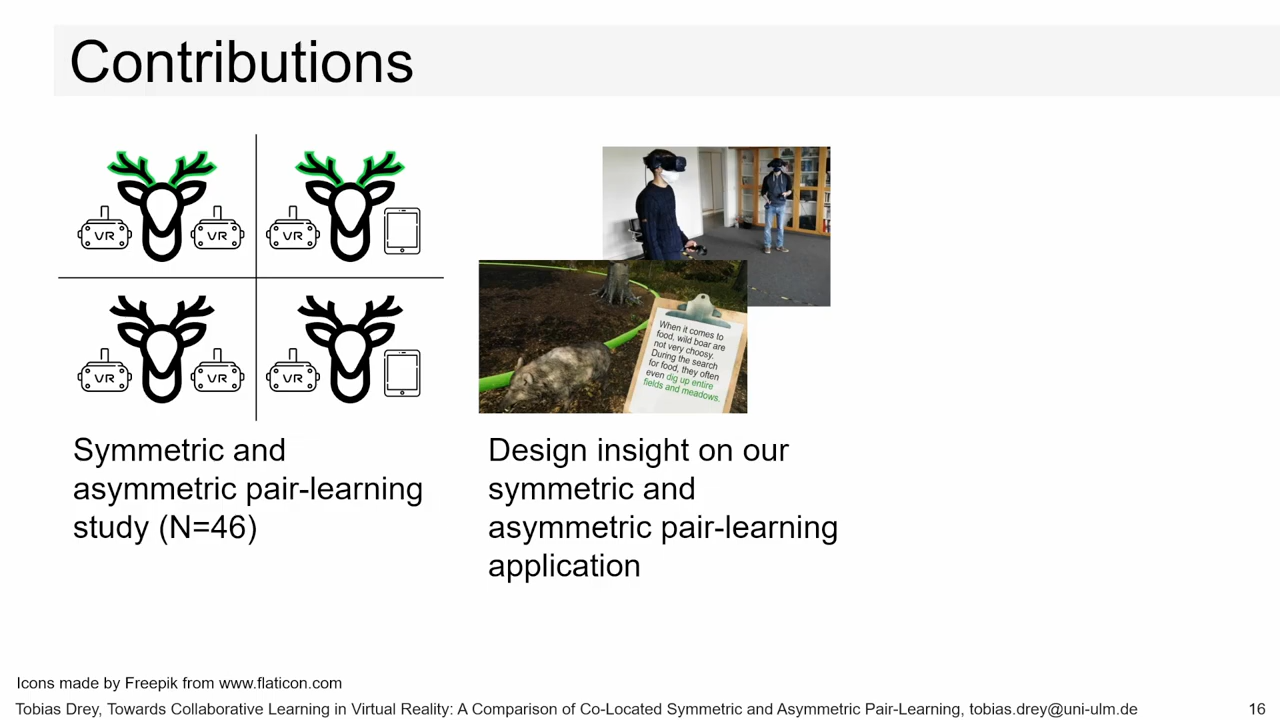 Contributions
VR
VR
VR
VR
VR
VR
Symmetric and
asymmetric pair-learning
study (N=46)
When it comes to
food, wild boar are
not very choosy.
During the search
for food, they often
even dig up entire
fields and meadows.
Design insight on our
symmetric and
asymmetric pair-learning
application
Icons made by Freepik from www.flaticon.com
Tobias Drey, Towards Collaborative Learning in Virtual Reality: A Comparison of Co-Located Symmetric and Asymmetric Pair-Learning, tobias.drey@uni-ulm.de
16